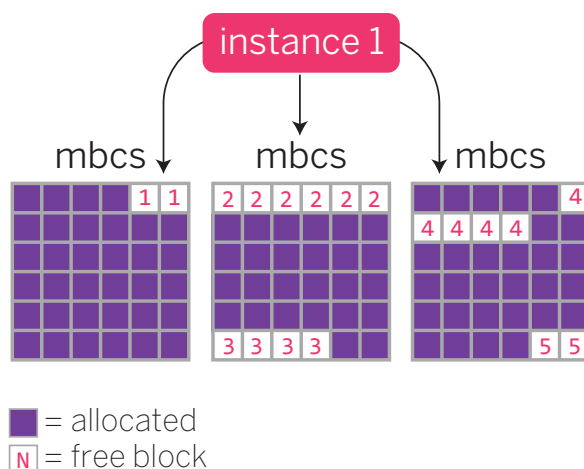 instance 1
mbcs mbcs mbcs
1 1 2 2 2 2 2 2 4
4 4 4 4
3 3 3 3 5 5
= allocated
N = free block